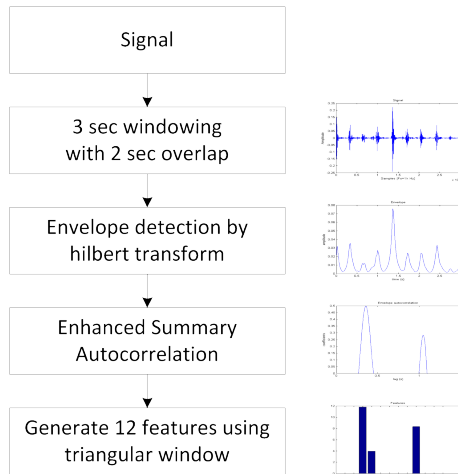 Signal
3 sec windowing
with 2 sec overlap
Envelope detection by
hilbert transform
Enhanced Summary
Autocorrelation
Generate 12 features using
triangular window
Signal
Envelope
Envelope autocorrelation
Features